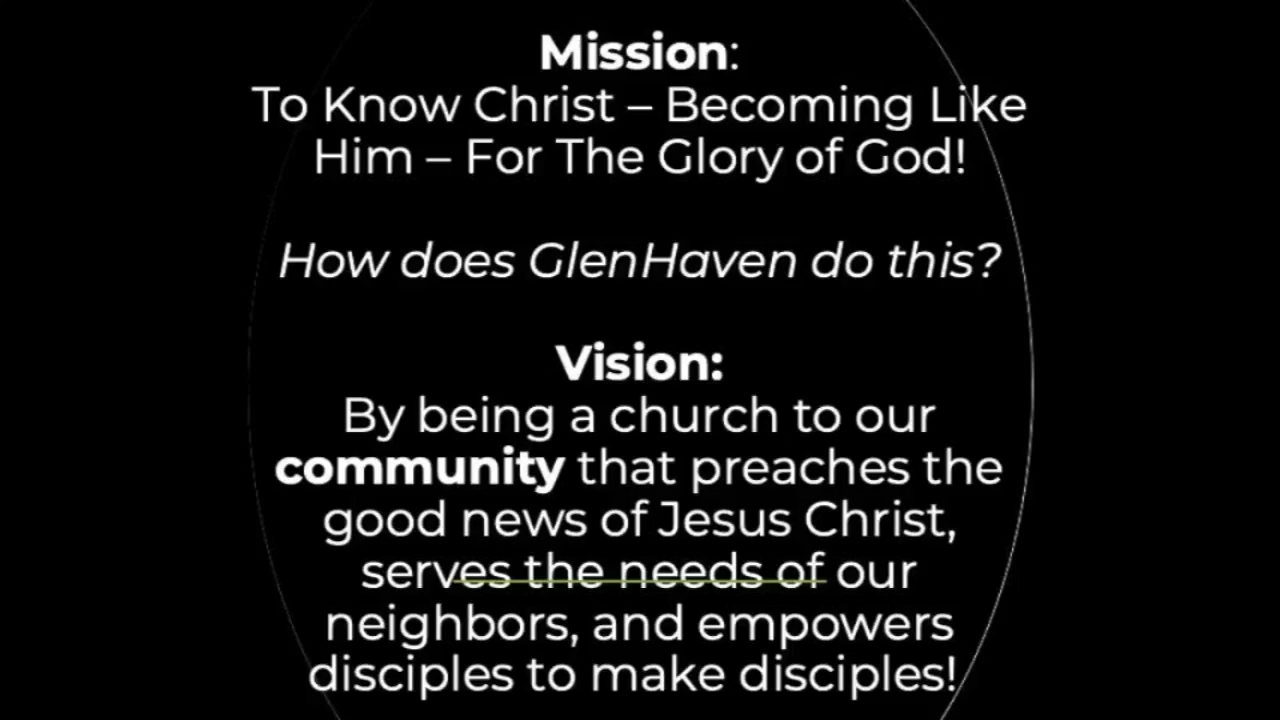 Mission:
To Know Christ – Becoming Like
Him – For The Glory of God!
How does GlenHaven do this?
Vision:
By being a church to our
community that preaches the
good news of Jesus Christ,
serves the needs of our
neighbors, and empowers
disciples to make disciples!